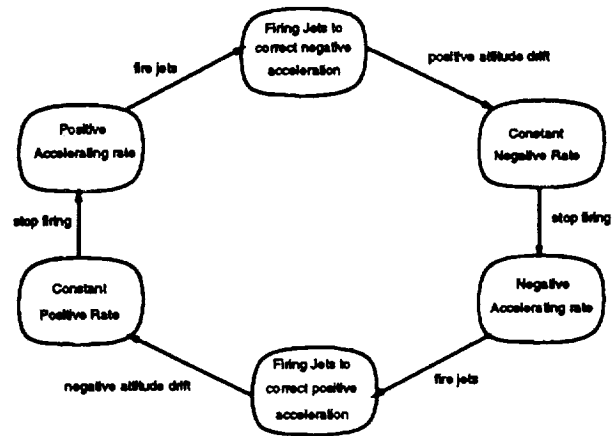 Firing Jets to
correct negative
acceleration
fire jets
positive attitude drift
Positive
Accelerating rate
Constant
Negative Rate
stop firing
stop firing
Constant
Positive Rate
Negative
Accelerating rate
Firing Jets to
correct positive
acceleration
negative attitude drift
fire jets